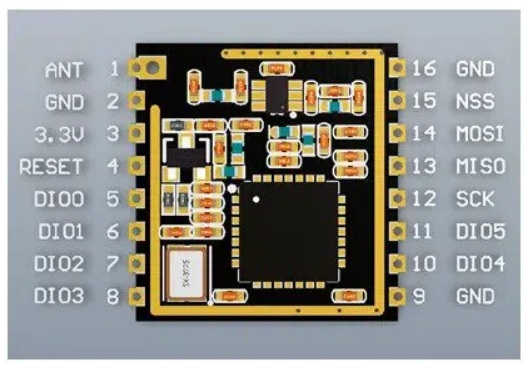 ANT 1
GND 2
3.3V 3
RESET 4
DIO0 5
DIO1 6
DIO2 7
DIO3 8
16 GND
15 NSS
14 MOSI
13 MISO
12 SCK
11 DIO5
10 DIO4
9 GND